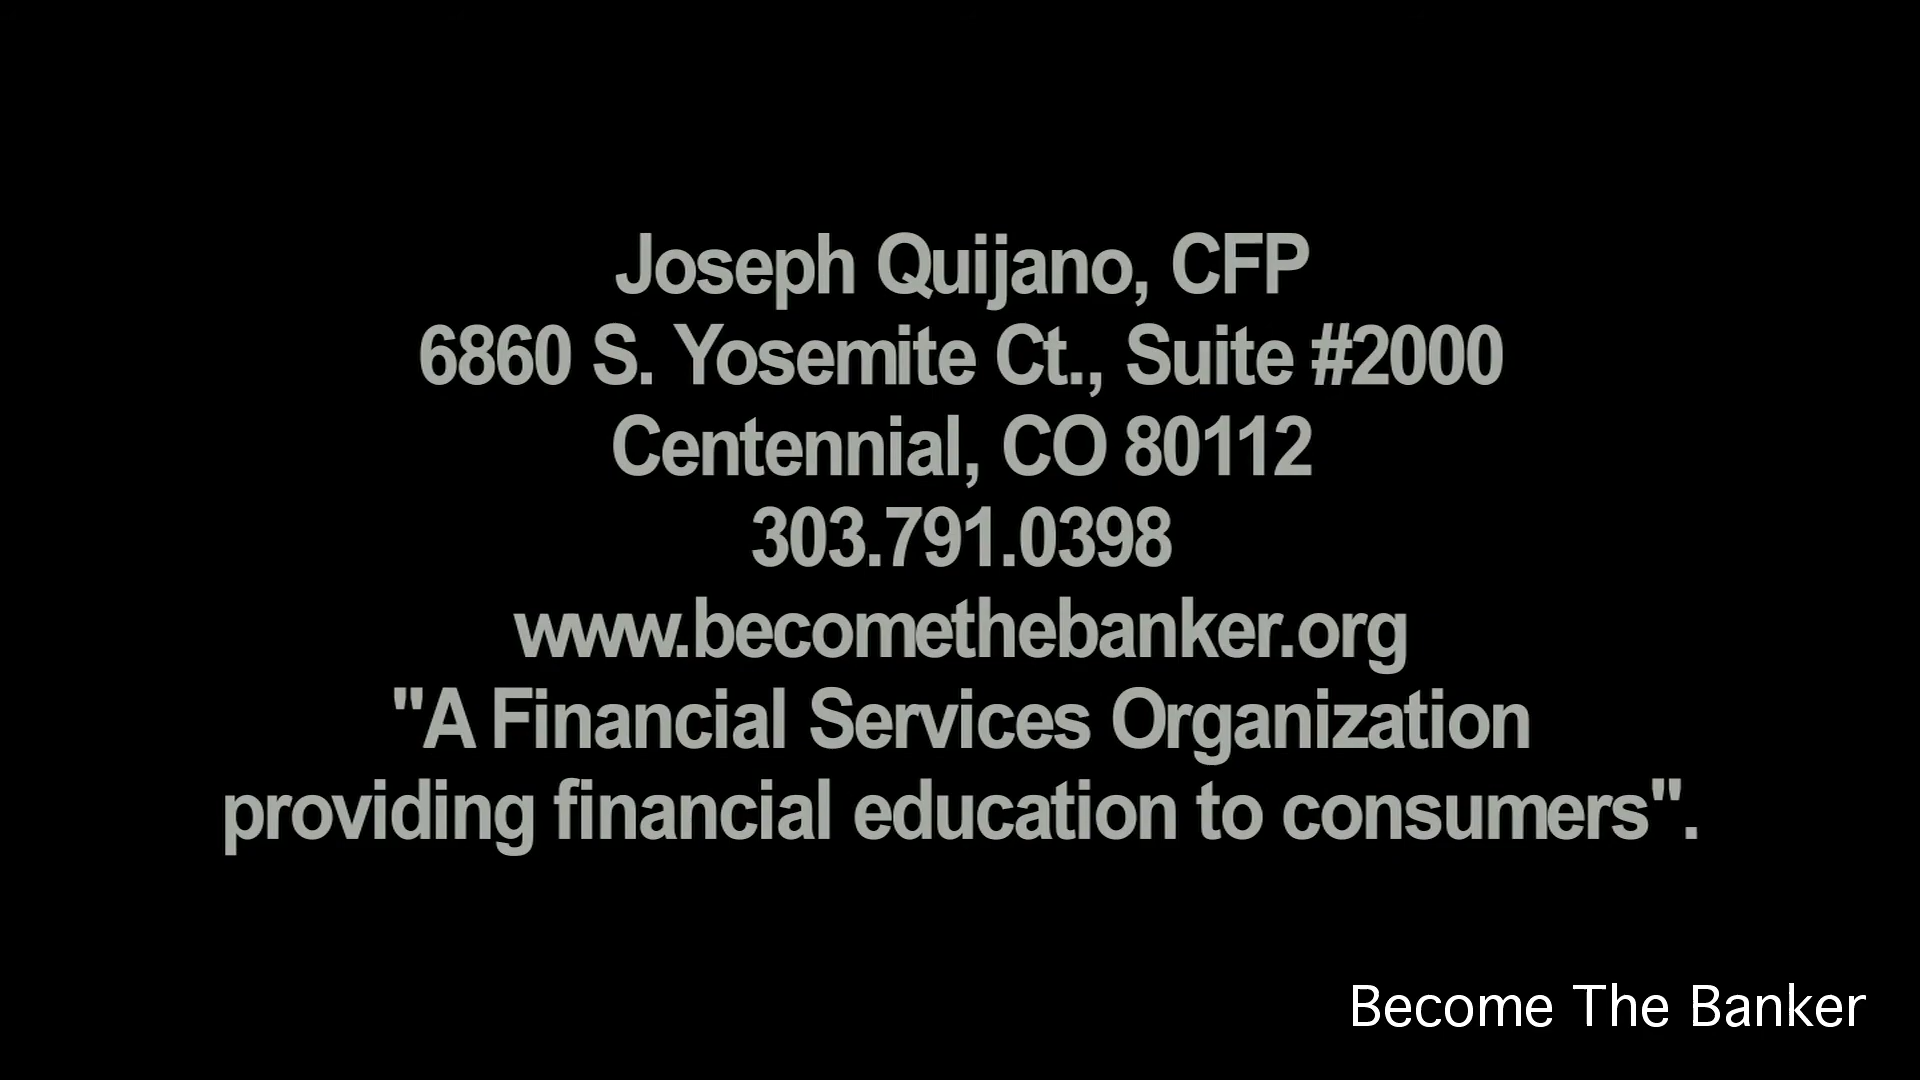 Joseph Quijano, CFP
6860 S. Yosemite Ct., Suite #2000
Centennial, CO 80112
303.791.0398
www.becomethebanker.org
"A Financial Services Organization
providing financial education to consumers".
Become The Banker